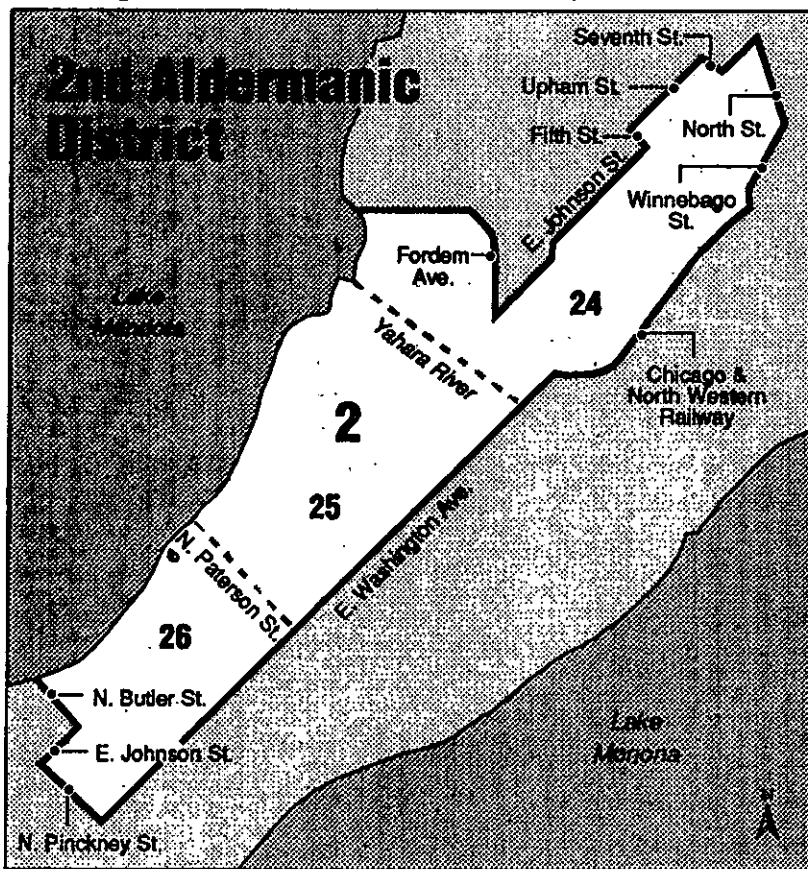 2nd Aldermanic
District
Seventh St.
Upham St.
Fifth St.
North St.
Winnebago
St.
E. Johnson St.
Fordem
Ave.
24
Lake
Mendota
Yahara River
Chicago &
North Western
Railway
2
25
E. Washington Ave.
N. Paterson St.
26
N. Butler St.
E. Johnson St.
N. Pinckney St.
Lake
Monona
N